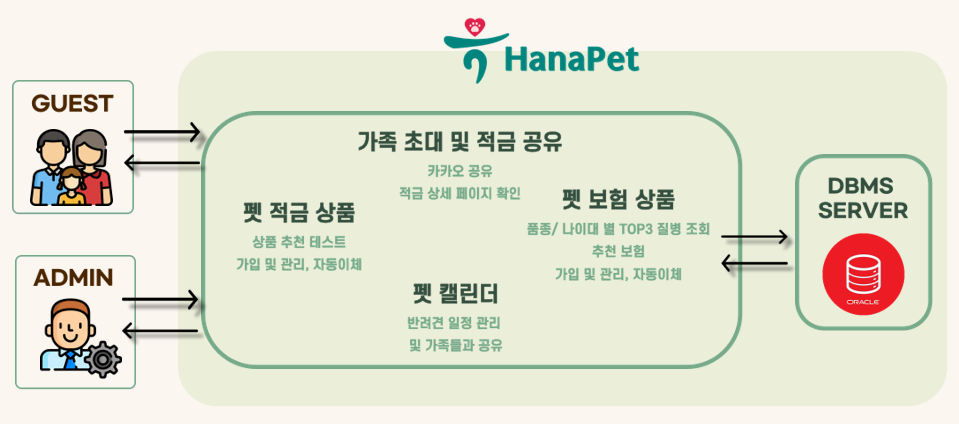 HanaPet
GUEST
가족 초대 및 적금 공유
카카오 공유
적금 상세 페이지 확인
펫 적금 상품
상품 추천 테스트
가입 및 관리, 자동이체
펫 보험 상품
품종/ 나이대 별 TOP3 질병 조회
추천 보험
가입 및 관리, 자동이체
펫 캘린더
반려견 일정 관리
및 가족들과 공유
ADMIN
DBMS
SERVER
ORACLE